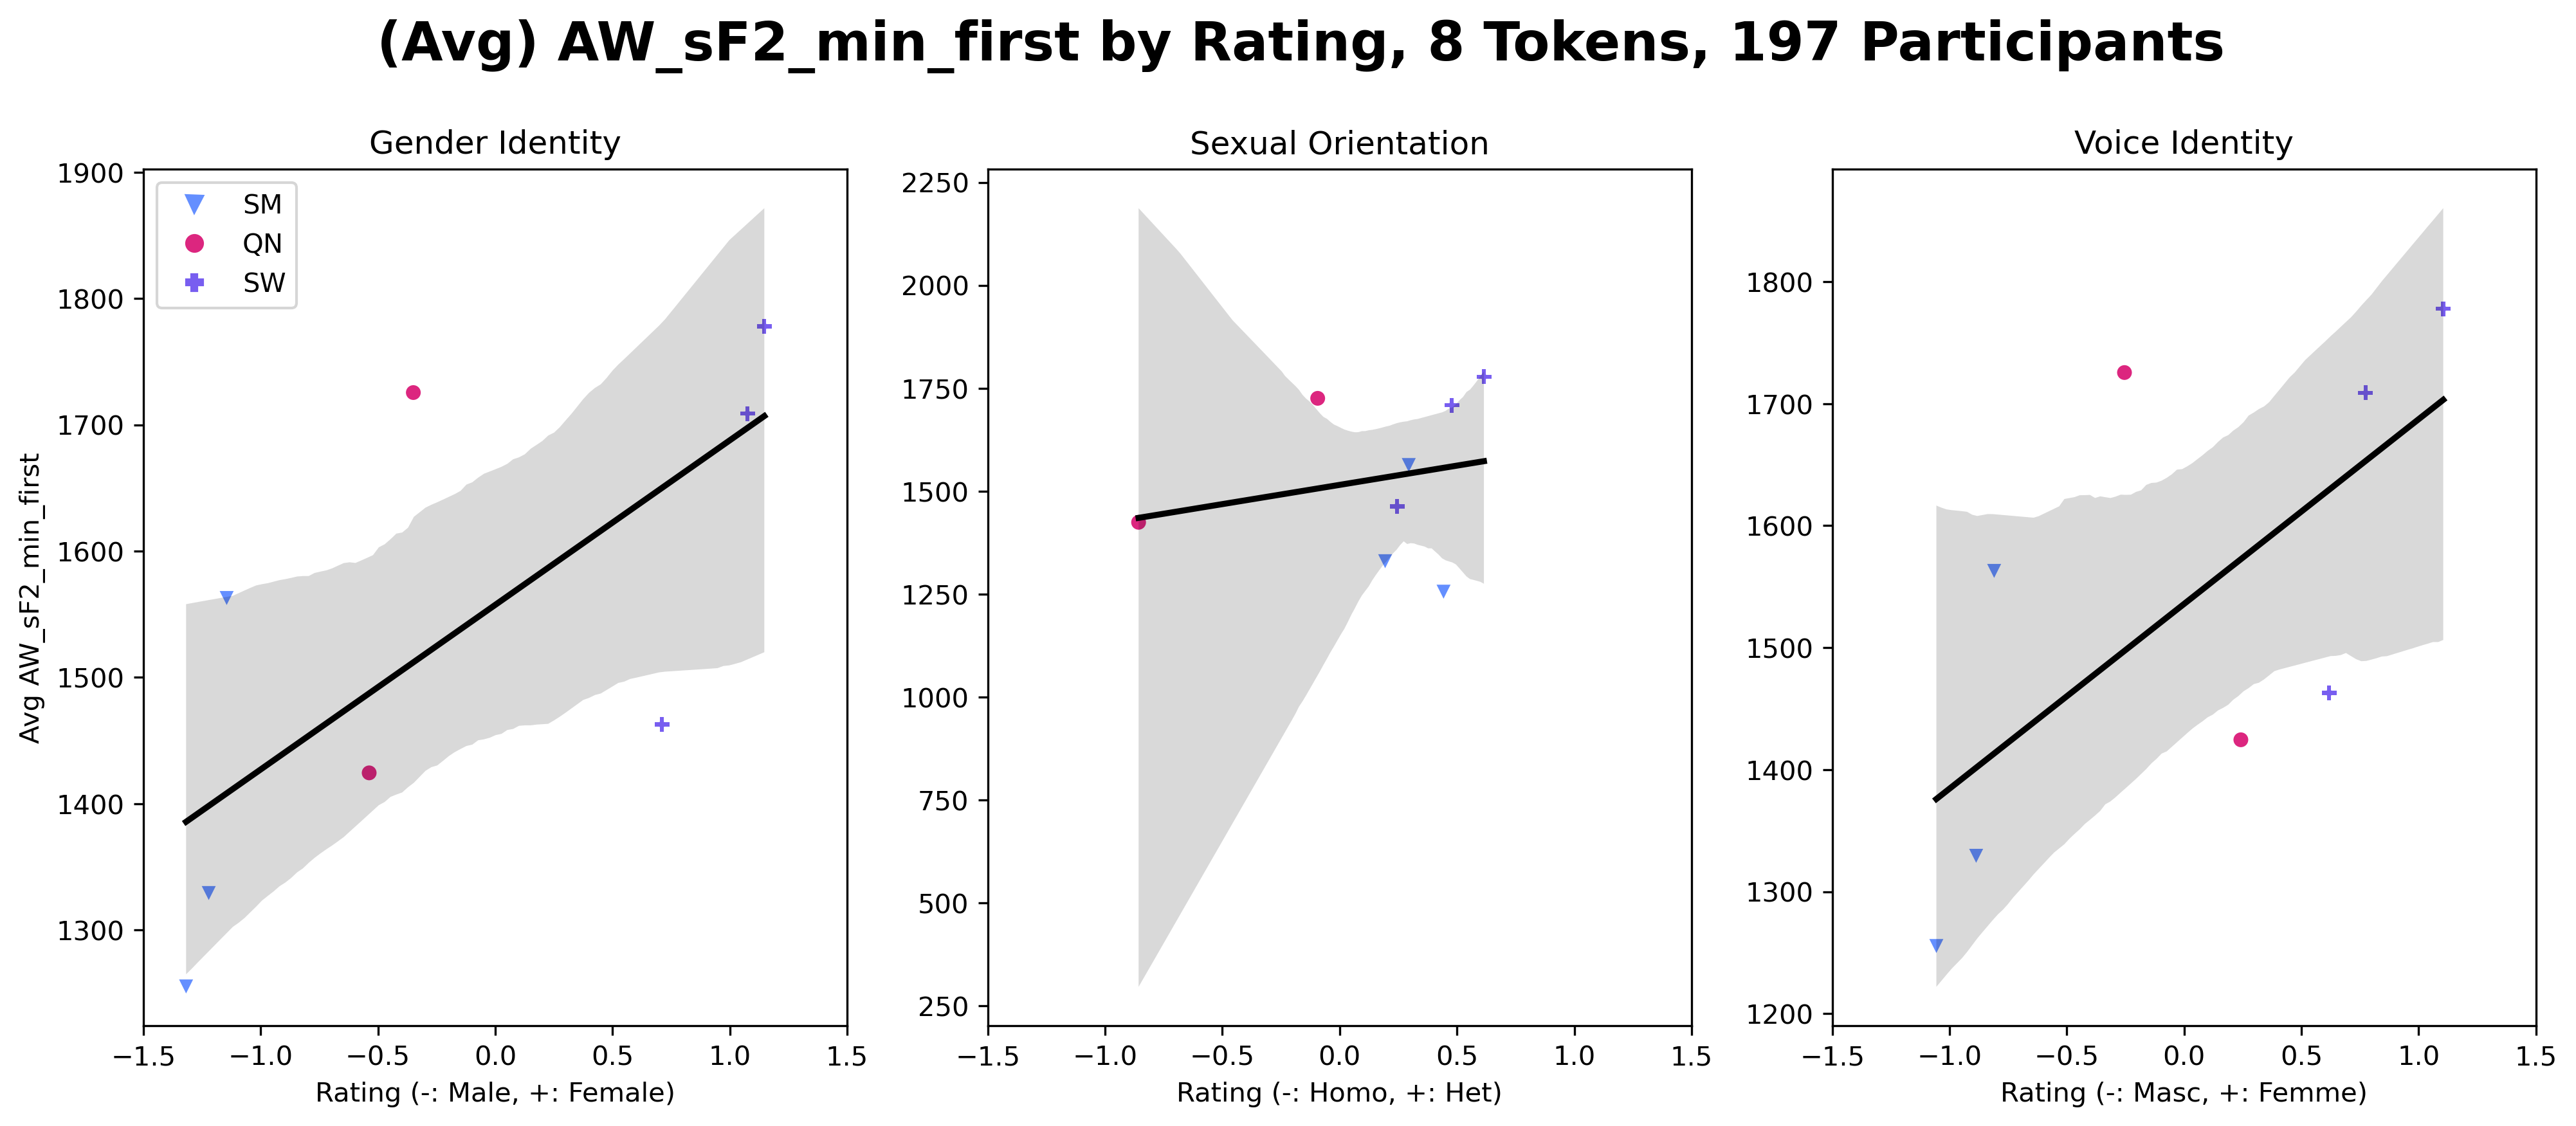 (Avg) AW_sF2_min_first by Rating, 8 Tokens, 197 Participants
Gender Identity
1900
1800
1700
1600
1500
1400
1300
Avg AW_sF2_min_first
SM
QN
SW
−1.5 −1.0 −0.5 0.0 0.5 1.0 1.5
Rating (-: Male, +: Female)
Sexual Orientation
2250
2000
1750
1500
1250
1000
750
500
250
−1.5 −1.0 −0.5 0.0 0.5 1.0 1.5
Rating (-: Homo, +: Het)
Voice Identity
1800
1700
1600
1500
1400
1300
1200
−1.5 −1.0 −0.5 0.0 0.5 1.0 1.5
Rating (-: Masc, +: Femme)